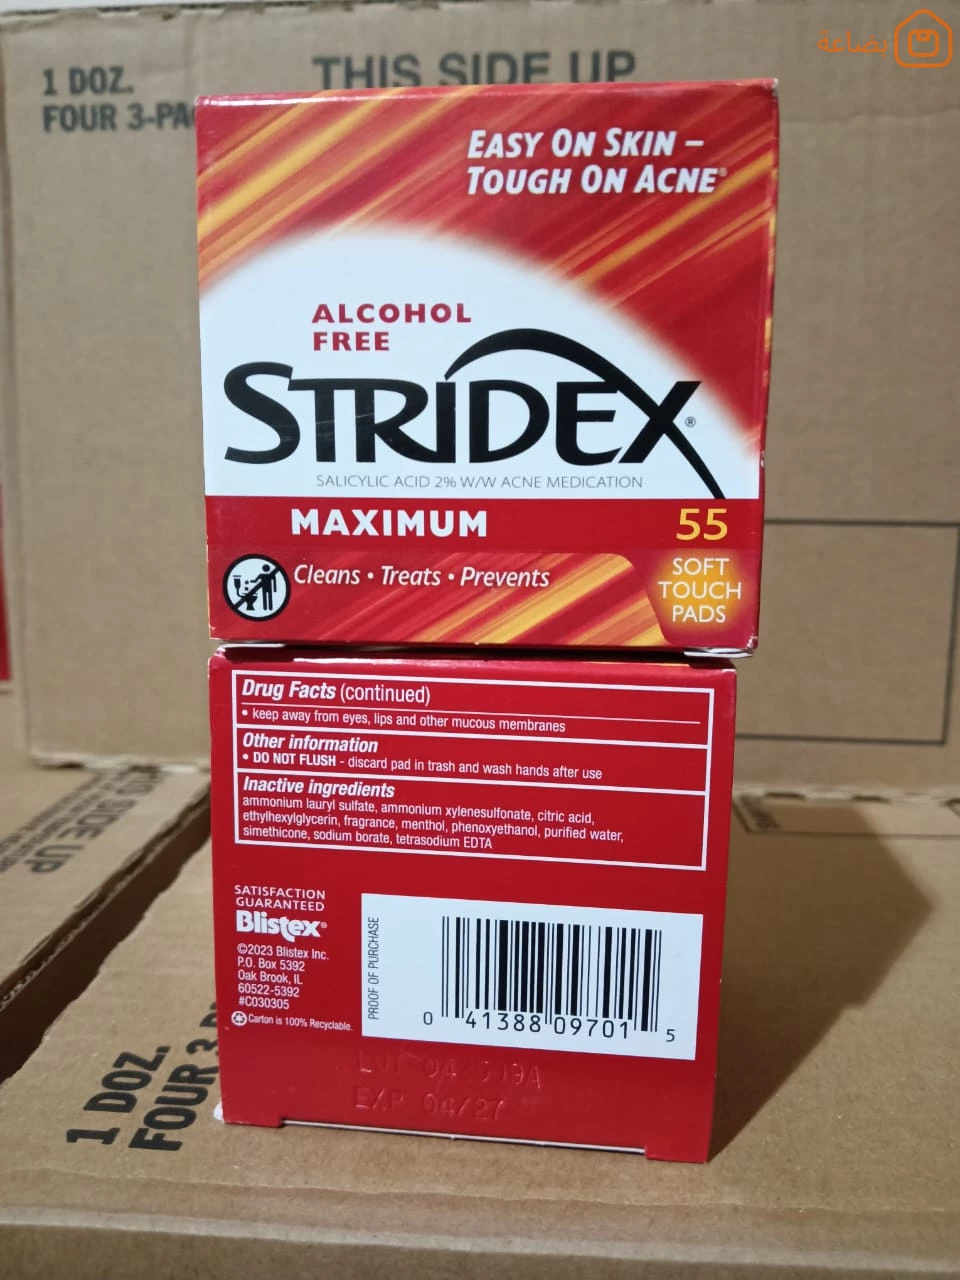 بضاعة
1 DOZ.
FOUR 3-PA
THIS SIDE UP
EASY ON SKIN –
TOUGH ON ACNE®
ALCOHOL
FREE
STRIDEX®
SALICYLIC ACID 2% W/W ACNE MEDICATION
MAXIMUM
55
SOFT
TOUCH
PADS
Cleans • Treats • Prevents
Drug Facts (continued)
• keep away from eyes, lips and other mucous membranes
Other information
• DO NOT FLUSH - discard pad in trash and wash hands after use
Inactive ingredients
ammonium lauryl sulfate, ammonium xylenesulfonate, citric acid,
ethylhexylglycerin, fragrance, menthol, phenoxyethanol, purified water,
simethicone, sodium borate, tetrasodium EDTA
SATISFACTION
GUARANTEED
Blistex®
©2023 Blistex Inc.
P.O. Box 5392
Oak Brook, IL
60522-5392
#C030305
Carton is 100% Recyclable.
PROOF OF PURCHASE
0 41388 09701 5
EXP 04/27
SIDE UP
1 DOZ.
FOUR 3-P